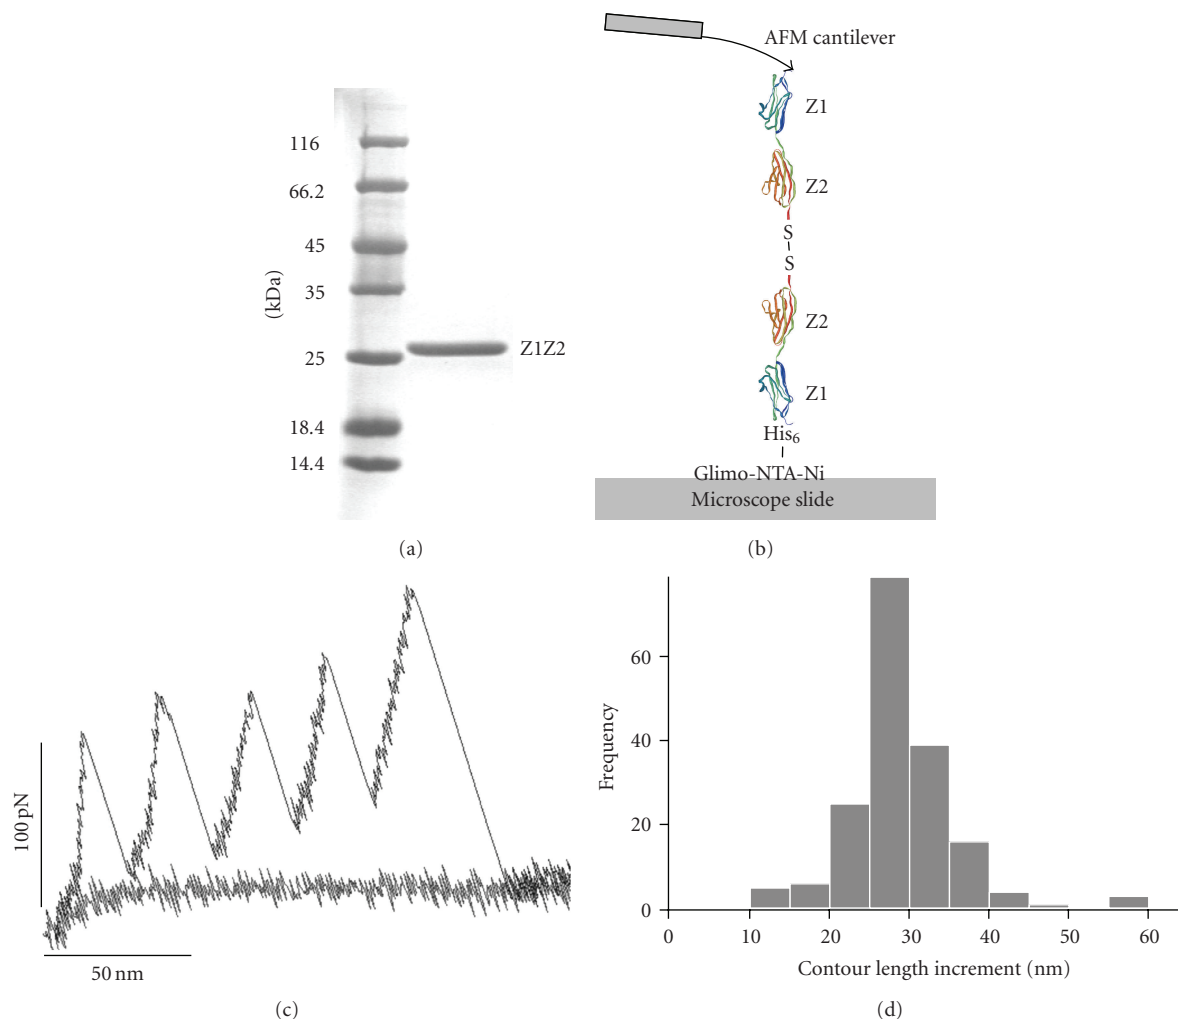 116
66.2
45
35
25
18.4
14.4
(kDa)
Z1Z2
(a)
AFM cantilever
Z1
Z2
S
S
Z2
Z1
His6
Glimo-NTA-Ni
Microscope slide
(b)
100 pN
50 nm
(c)
60
40
20
0
Frequency
0 10 20 30 40 50 60
Contour length increment (nm)
(d)